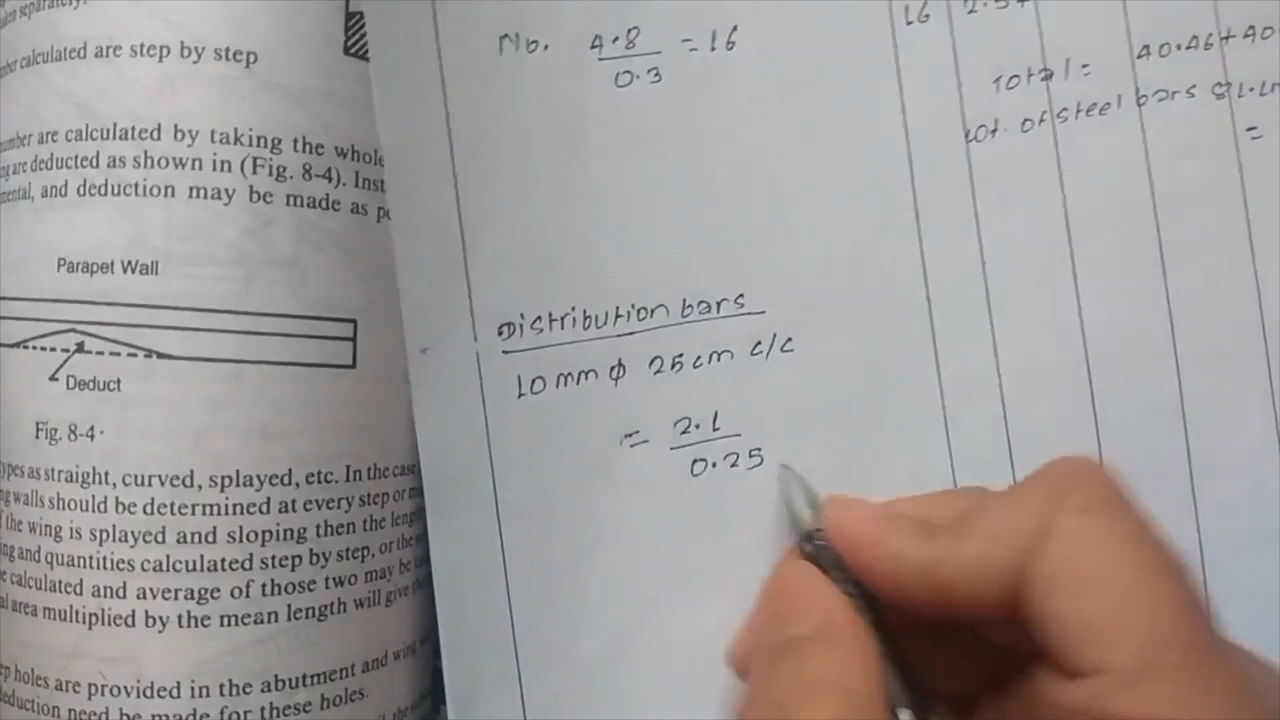 separately.
calculated are step by step
are calculated by taking the whole
are deducted as shown in (Fig. 8-4). Inst
and deduction may be made as
Parapet Wall
Deduct
Fig. 8-4.
as straight, curved, splayed, etc. In the case
walls should be determined at every step or
the wing is splayed and sloping then the
and quantities calculated step by step, or the
calculated and average of those two may be
area multiplied by the mean length will give
holes are provided in the abutment and wing
need be made for these holes.
No. 4.8
= 16
0.3
Distribution bars
10 mm φ 25 cm c/c
= 2.1
0.25
16
Total = 40.46 + 40
of steel bars
=